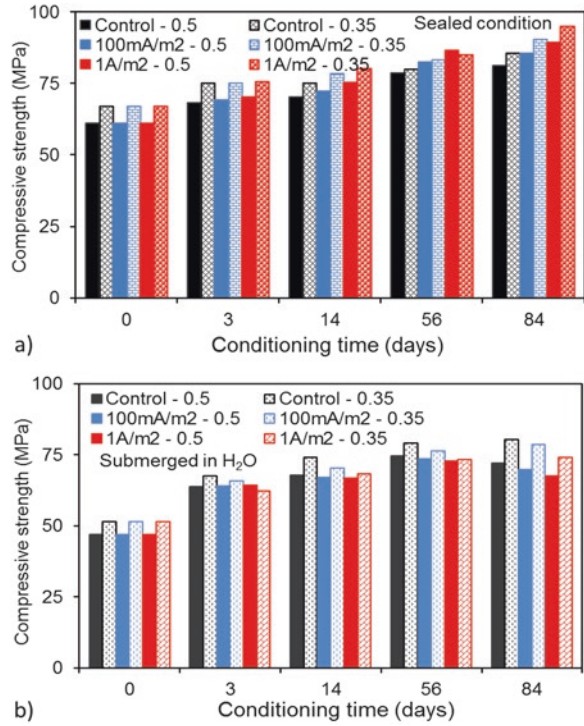 100
Control - 0.5 Control - 0.35 Sealed condition
100mA/m2 - 0.5 100mA/m2 - 0.35
1A/m2 - 0.5 1A/m2 - 0.35
75
50
25
0
Compressive strength (MPa)
0 3 14 56 84
a) Conditioning time (days)
100
Control - 0.5 Control - 0.35
100mA/m2 - 0.5 100mA/m2 - 0.35
1A/m2 - 0.5 1A/m2 - 0.35
Submerged in H₂O
75
50
25
0
Compressive strength (MPa)
0 3 14 56 84
b) Conditioning time (days)